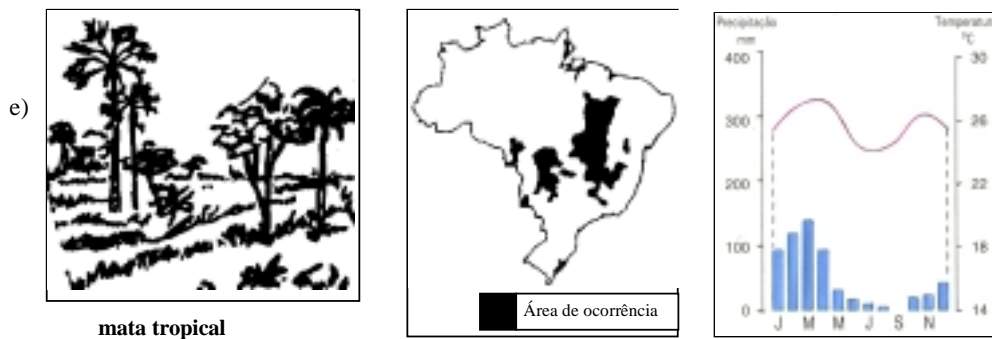 e)
mata tropical
Área de ocorrência
Precipitação
mm
Temperatura
°C
400
300
200
100
0
30
26
22
18
14
J M M J S N